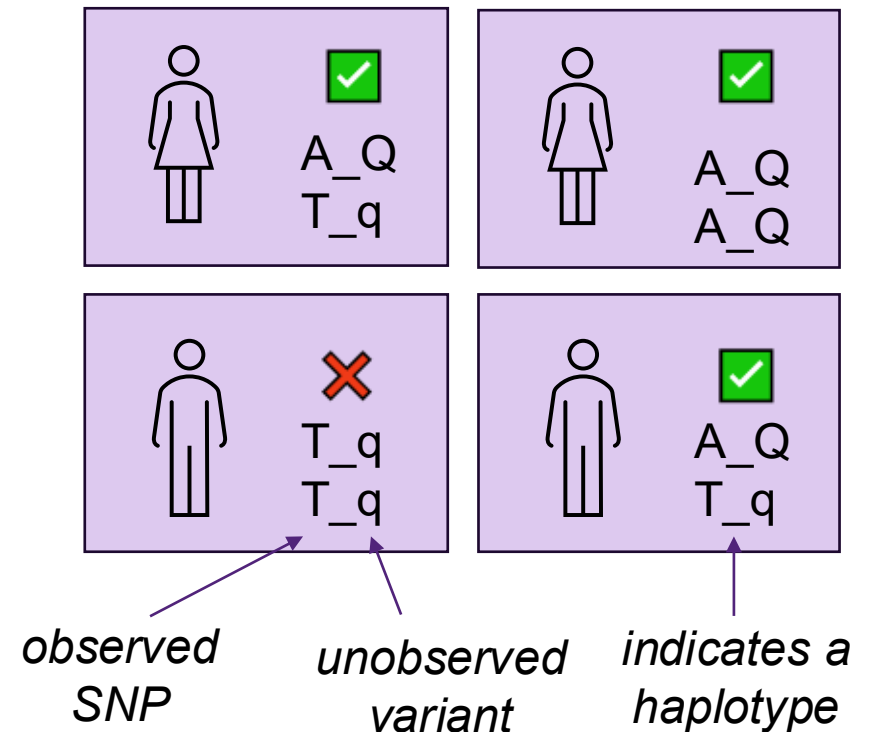 A_Q
T_q
A_Q
A_Q
T_q
T_q
A_Q
T_q
observed
SNP
unobserved
variant
indicates a
haplotype